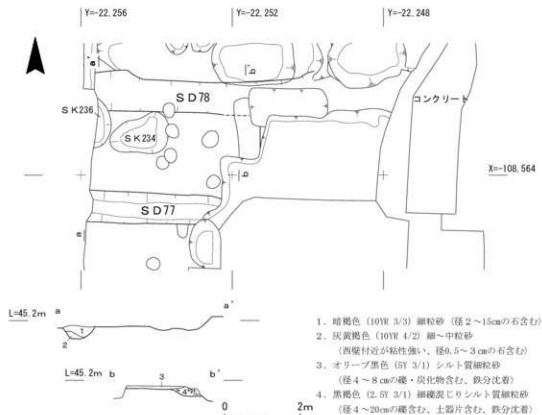 Y=-22,256
Y=-22,252
Y=-22,248
a'
b'
SD78
コンクリート
SK236
SK234
b
X=-108,564
SD77
a
L=45.2m a a'
1
2
L=45.2m b 3 b'
4
0 2m
1. 暗褐色 (10YR 3/3) 細粒砂 (径2~15cmの石含む)
2. 灰黄褐色 (10YR 4/2) 細~中粒砂
(西壁付近が粘性強い、径0.5~3cmの石含む)
3. オリーブ黒色 (5Y 3/1) シルト質細粒砂
(径4~8cmの礫・炭化物含む、鉄分沈着)
4. 黒褐色 (2.5Y 3/1) 細礫混じりシルト質細粒砂
(径4~20cmの礫含む、土器片含む、鉄分沈着)